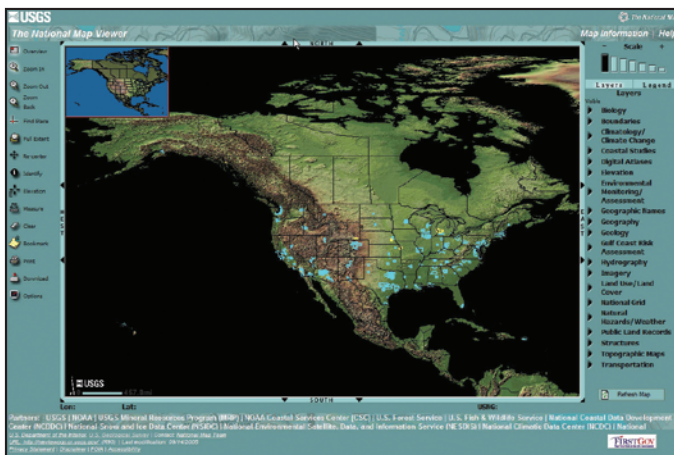 USGS
The National Map
The National Map Viewer
Map Information
Help
NORTH
Overview
Zoom In
Zoom Out
Zoom
Back
Find Place
Full Extent
Re-center
Identify
Elevation
Measure
Clear
Bookmark
Print
Download
Options
WEST
EAST
Scale
Layers
Legend
Layers
Visible
Biology
Boundaries
Climatology/
Climate Change
Coastal Studies
Digital Atlases
Elevation
Environmental
Monitoring/
Assessment
Geographic Names
Geography
Geology
Gulf Coast Risk
Assessment
Hydrography
Imagery
Land Use/Land
Cover
National Grid
Natural
Hazards/Weather
Public Land Records
Structures
Topographic Maps
Transportation
Refresh Map
USGS
SOUTH
Lon:
Lat:
USNG:
Partners: USGS | NOAA | USGS Mineral Resources Program (MRP) | NOAA Coastal Services Center (CSC) | U.S. Forest Service | U.S. Fish & Wildlife Service | National Coastal Data Development
Center (NCDDC) | National Snow and Ice Data Center (NSIDC) | National Environmental Satellite, Data, and Information Service (NESDIS) | National Climatic Data Center (NCDC) | National
U.S. Department of the Interior, U.S. Geological Survey | Contact: National Map Team
Privacy Statement | Disclaimer | FOIA | Accessibility
FIRSTGOV